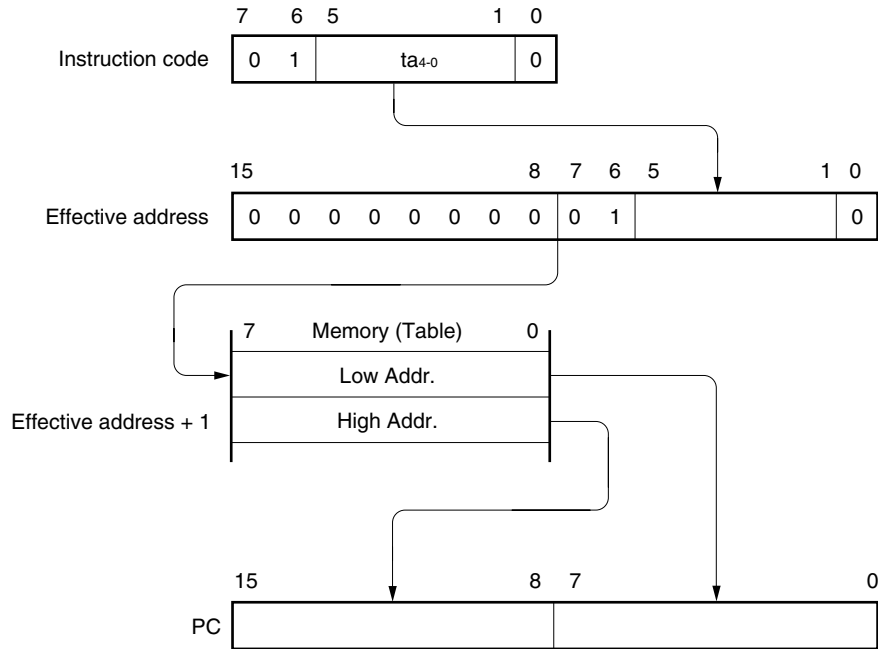 7 6 5 1 0
Instruction code 0 1 ta4-0 0
15 8 7 6 5 1 0
Effective address 0 0 0 0 0 0 0 0 0 1 0
7 Memory (Table) 0
Low Addr.
Effective address + 1 High Addr.
15 8 7 0
PC